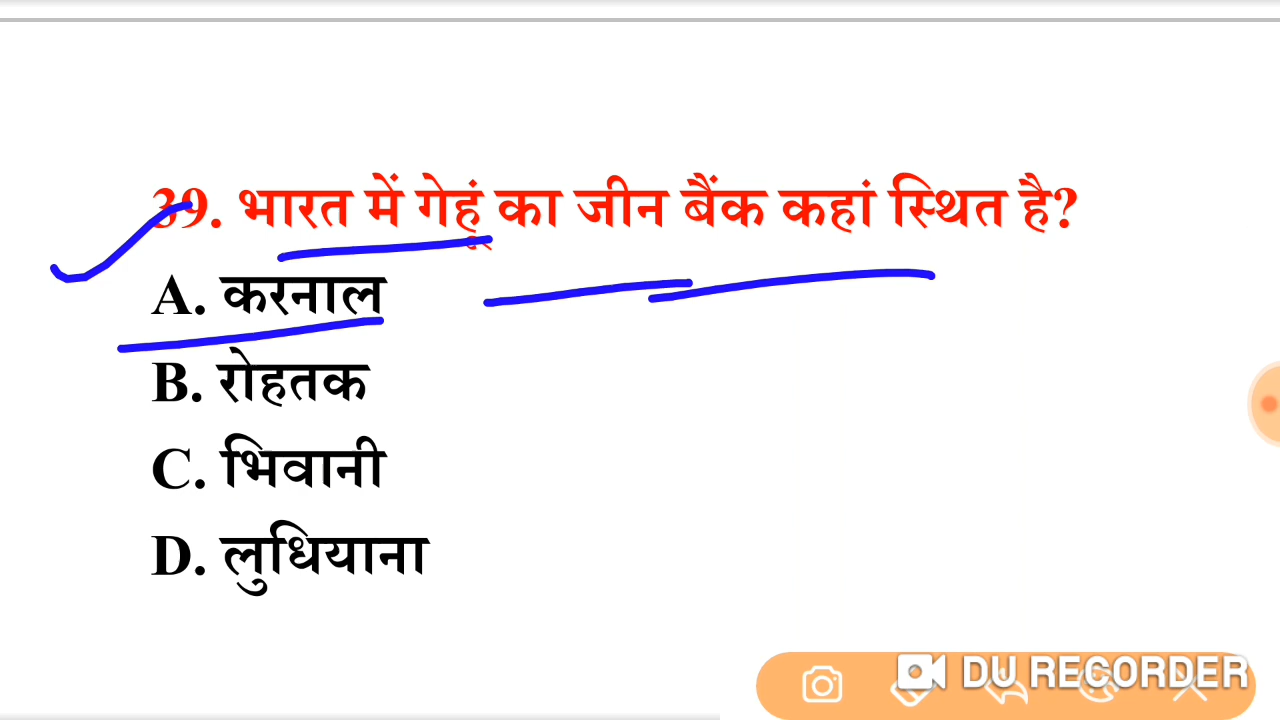 39. भारत में गेहूं का जीन बैंक कहां स्थित है?
A. करनाल
B. रोहतक
C. भिवानी
D. लुधियाना
DU RECORDER